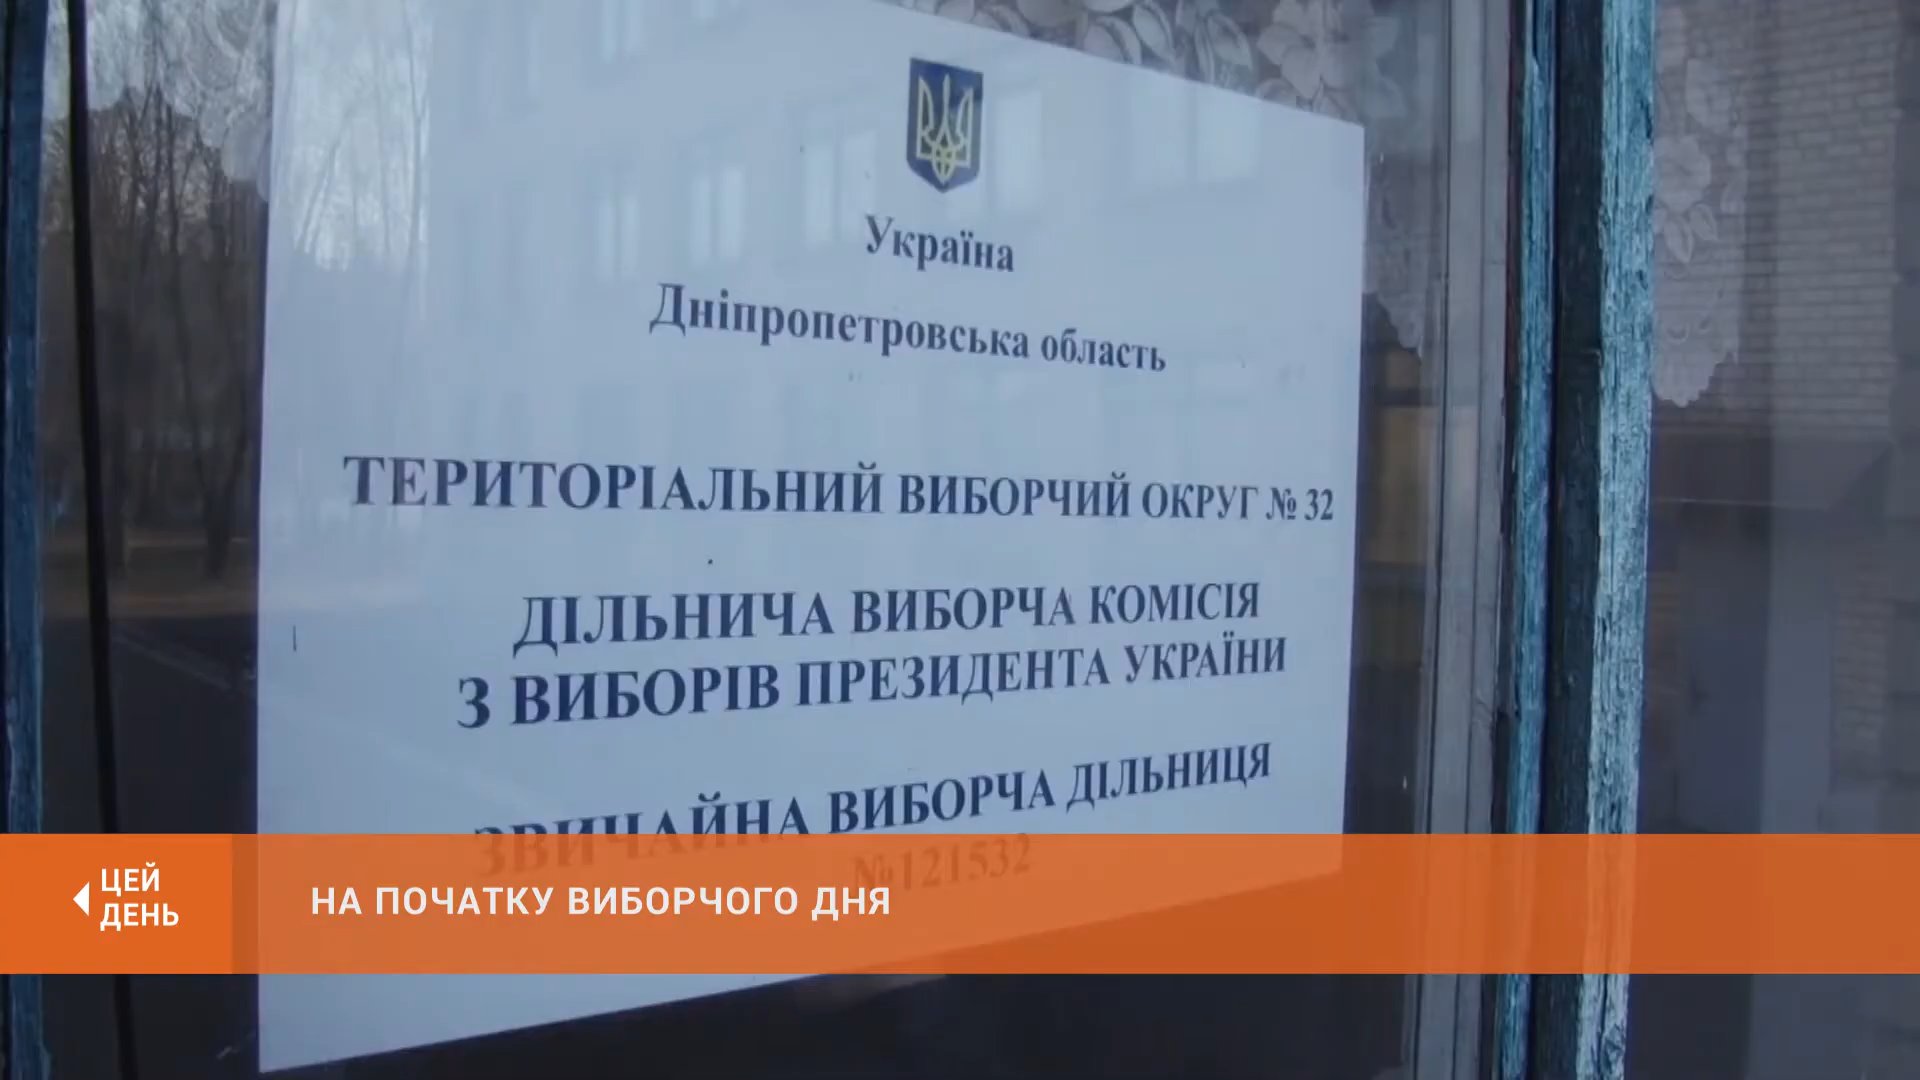 Україна
Дніпропетровська область
ТЕРИТОРІАЛЬНИЙ ВИБОРЧИЙ ОКРУГ № 32
ДІЛЬНИЧА ВИБОРЧА КОМІСІЯ
З ВИБОРІВ ПРЕЗИДЕНТА УКРАЇНИ
ЗВИЧАЙНА ВИБОРЧА ДІЛЬНИЦЯ
№121532
ЦЕЙ
ДЕНЬ
НА ПОЧАТКУ ВИБОРЧОГО ДНЯ